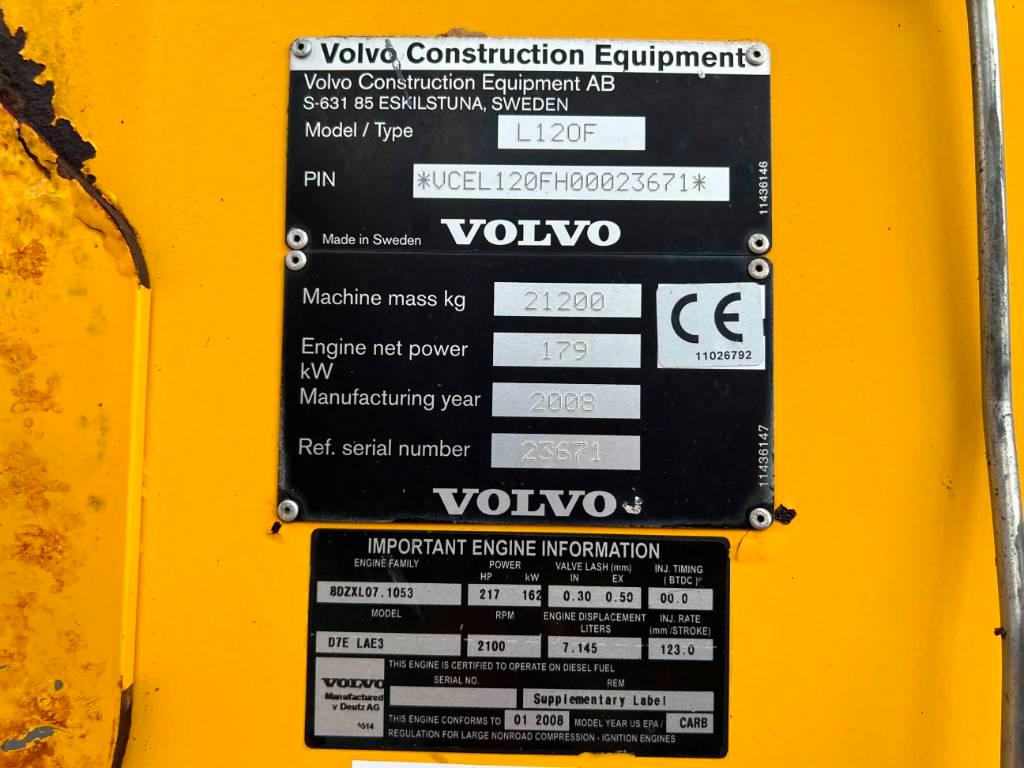 Volvo Construction Equipment
Volvo Construction Equipment AB
S-631 85 ESKILSTUNA, SWEDEN
Model / Type L120F
PIN *VCEL120FH00023671*
11436146
Made in Sweden VOLVO
Machine mass kg 21200
CE
11026792
Engine net power kW 179
Manufacturing year 2008
Ref. serial number 23671
11436147
VOLVO
IMPORTANT ENGINE INFORMATION
ENGINE FAMILY POWER VALVE LASH (mm) INJ. TIMING
HP kW IN EX (BTDC)
8DZXL07.1053 217 162 0.30 0.50 00.0
MODEL RPM ENGINE DISPLACEMENT LITERS INJ. RATE (mm³/STROKE)
D7E LAE3 2100 7.145 123.0
THIS ENGINE IS CERTIFIED TO OPERATE ON DIESEL FUEL
SERIAL NO. REM
VOLVO
Manufactured
v Deutz AG
Supplementary Label
THIS ENGINE CONFORMS TO 01 2008 MODEL YEAR US EPA / CARB
REGULATION FOR LARGE NONROAD COMPRESSION - IGNITION ENGINES